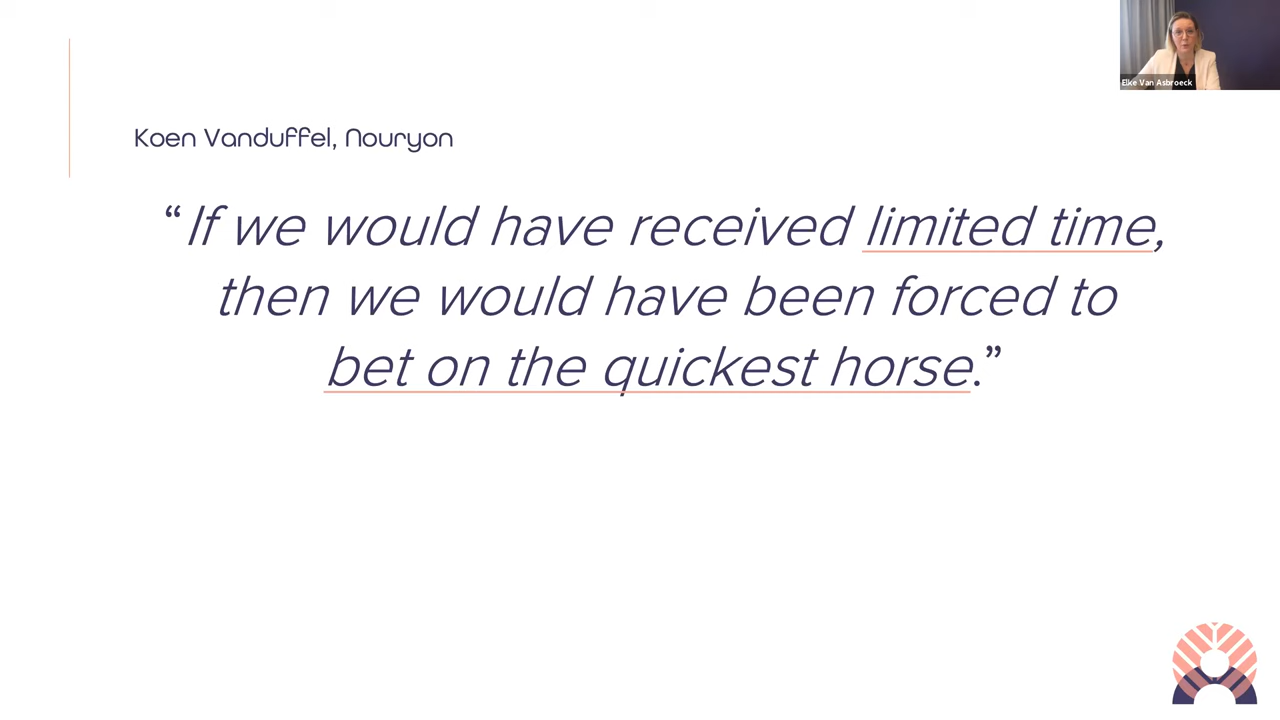 Elke Van Asbroeck
Koen Vanduffel, Nouryon
“If we would have received limited time,
then we would have been forced to
bet on the quickest horse.”